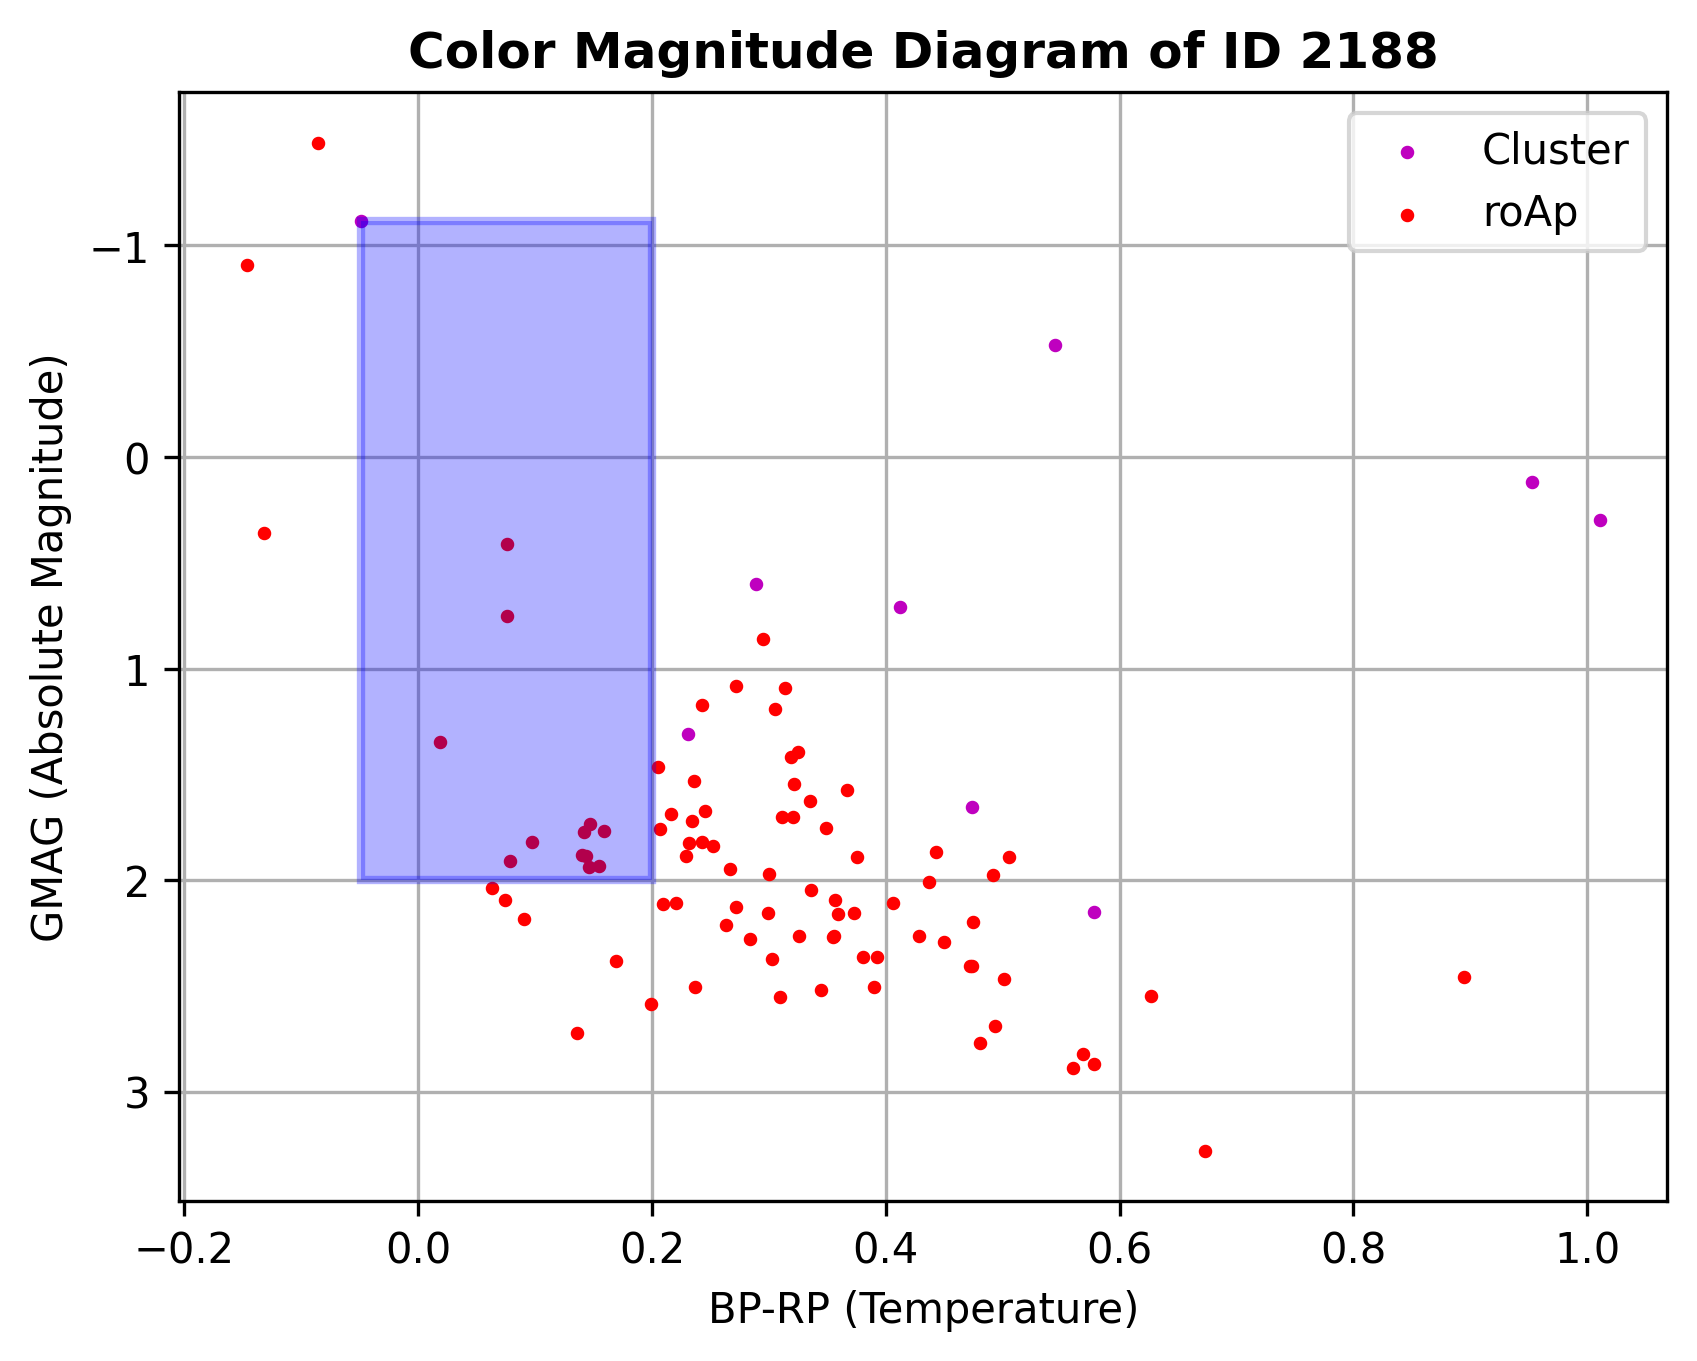 Color Magnitude Diagram of ID 2188
Cluster
roAp
GMAG (Absolute Magnitude)
−1
0
1
2
3
−0.2 0.0 0.2 0.4 0.6 0.8 1.0
BP-RP (Temperature)